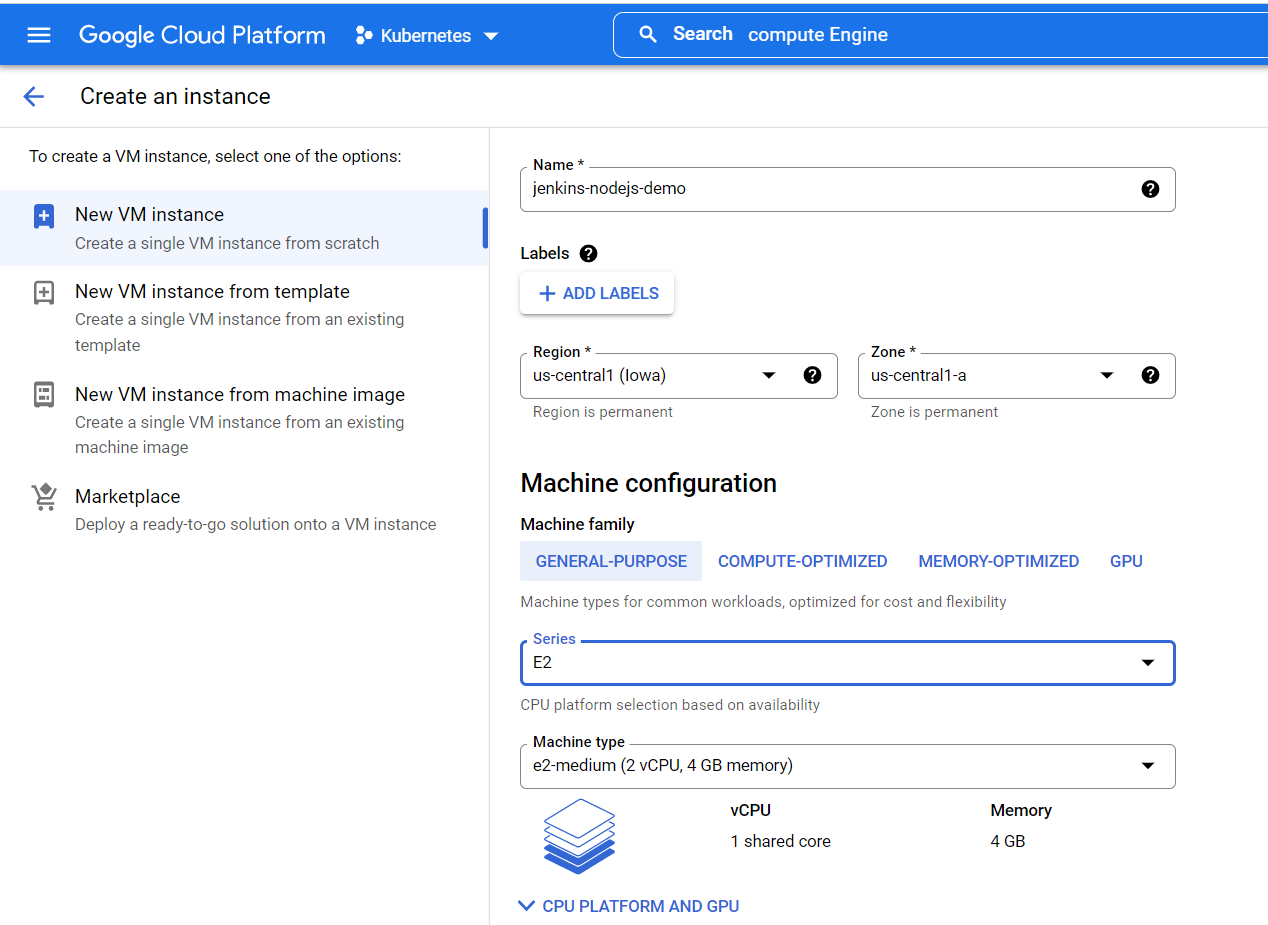 Google Cloud Platform
Kubernetes
Search compute Engine
Create an instance
To create a VM instance, select one of the options:
New VM instance
Create a single VM instance from scratch
New VM instance from template
Create a single VM instance from an existing
template
New VM instance from machine image
Create a single VM instance from an existing
machine image
Marketplace
Deploy a ready-to-go solution onto a VM instance
Name *
jenkins-nodejs-demo
Labels
ADD LABELS
Region *
us-central1 (Iowa)
Region is permanent
Zone *
us-central1-a
Zone is permanent
Machine configuration
Machine family
GENERAL-PURPOSE
COMPUTE-OPTIMIZED
MEMORY-OPTIMIZED
GPU
Machine types for common workloads, optimized for cost and flexibility
Series
E2
CPU platform selection based on availability
Machine type
e2-medium (2 vCPU, 4 GB memory)
vCPU
1 shared core
Memory
4 GB
CPU PLATFORM AND GPU